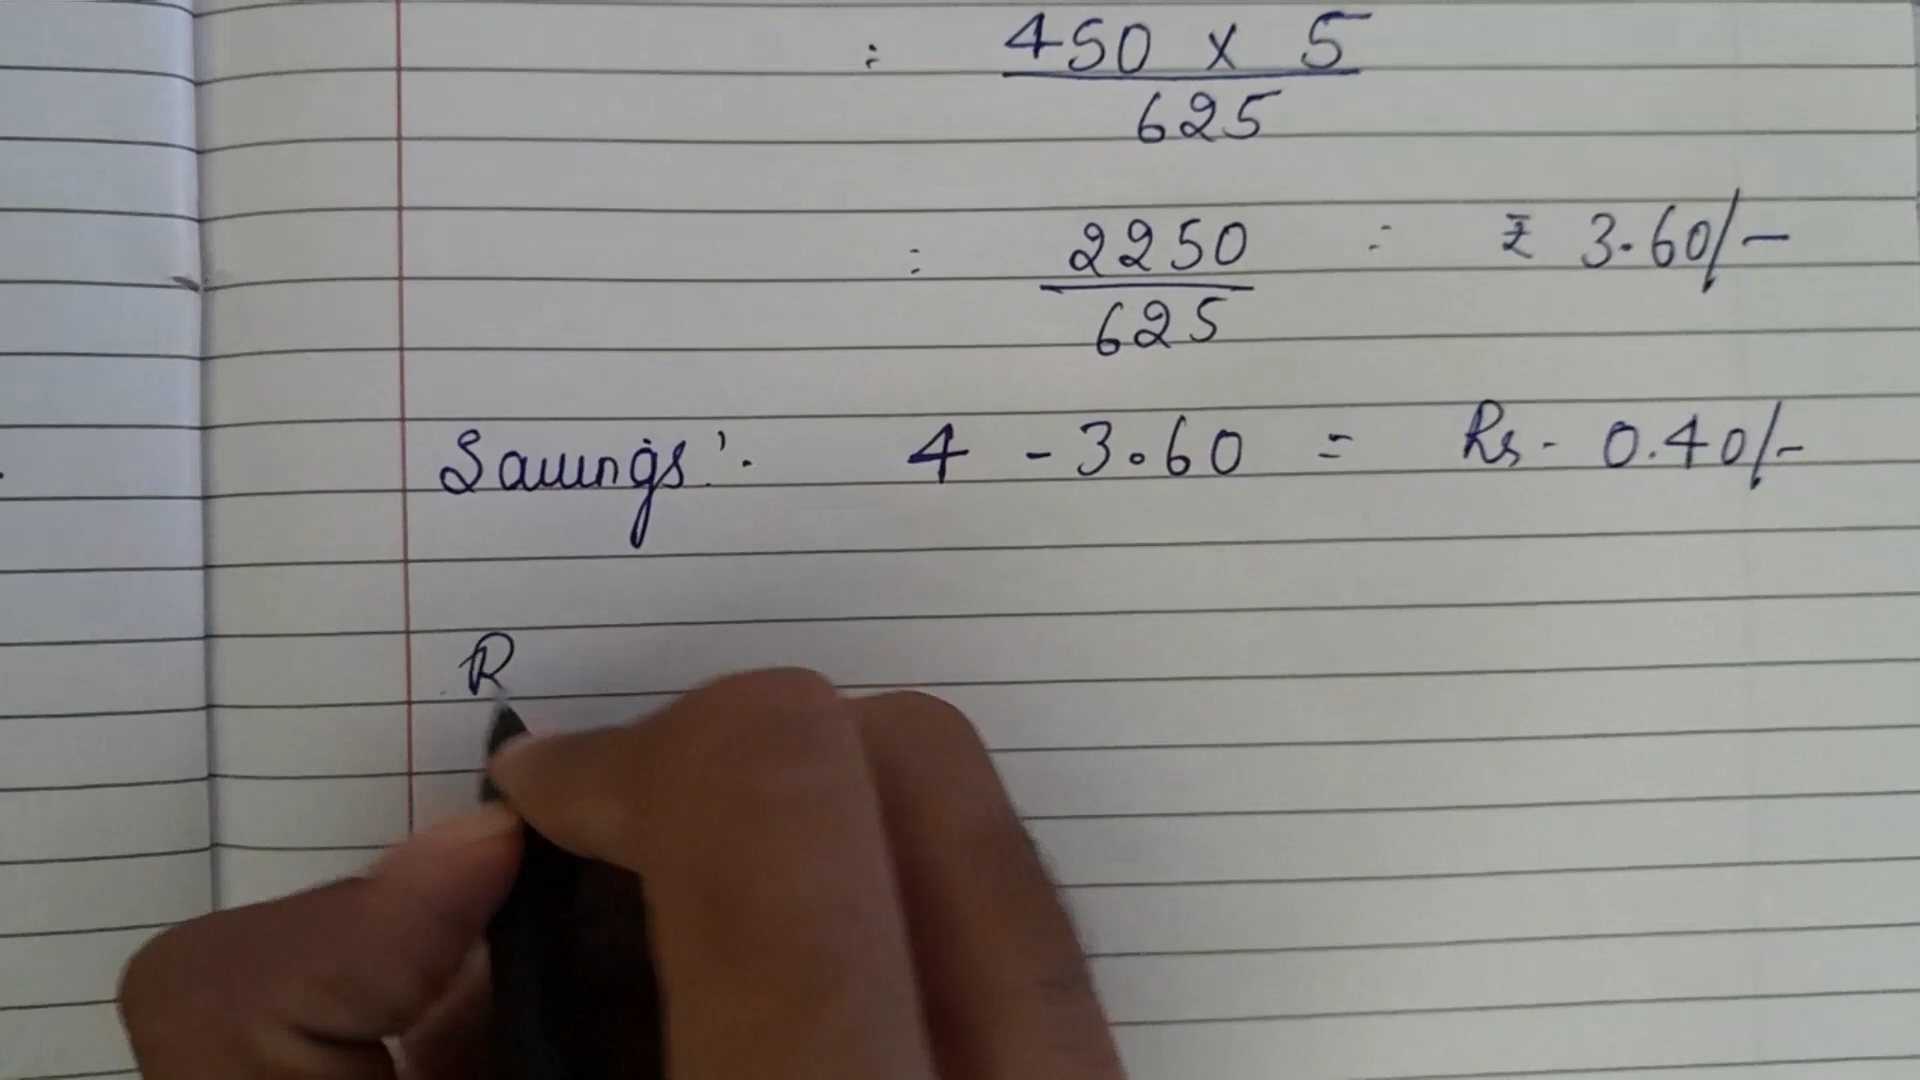 : 450 x 5
625
: 2250 = ₹ 3.60/-
625
Savings:- 4 - 3.60 = Rs - 0.40/-
R